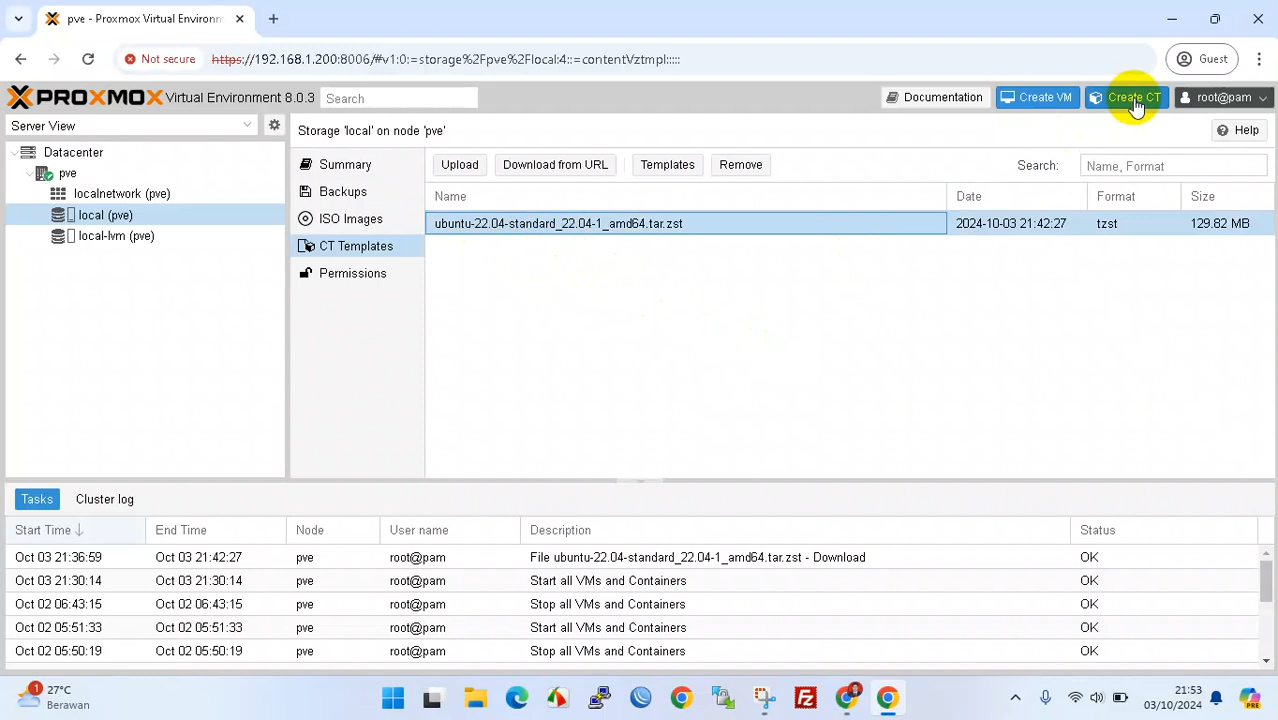 pve - Proxmox Virtual Environm
Not secure https://192.168.1.200:8006/#v1:0:=storage%2Fpve%2Flocal:4::=contentVztmpl::::: Guest
PROXMOX Virtual Environment 8.0.3 Search Documentation Create VM Create CT root@pam
Server View Storage 'local' on node 'pve' Help
Datacenter
pve
localnetwork (pve)
local (pve)
local-lvm (pve)
Summary
Backups
ISO Images
CT Templates
Permissions
Upload Download from URL Templates Remove Search: Name, Format
Name Date Format Size
ubuntu-22.04-standard_22.04-1_amd64.tar.zst 2024-10-03 21:42:27 tzst 129.82 MB
Tasks Cluster log
Start Time End Time Node User name Description Status
Oct 03 21:36:59 Oct 03 21:42:27 pve root@pam File ubuntu-22.04-standard_22.04-1_amd64.tar.zst - Download OK
Oct 03 21:30:14 Oct 03 21:30:14 pve root@pam Start all VMs and Containers OK
Oct 02 06:43:15 Oct 02 06:43:15 pve root@pam Stop all VMs and Containers OK
Oct 02 05:51:33 Oct 02 05:51:33 pve root@pam Start all VMs and Containers OK
Oct 02 05:50:19 Oct 02 05:50:19 pve root@pam Stop all VMs and Containers OK
1 27°C
Berawan
Fz
21:53
03/10/2024
PRE